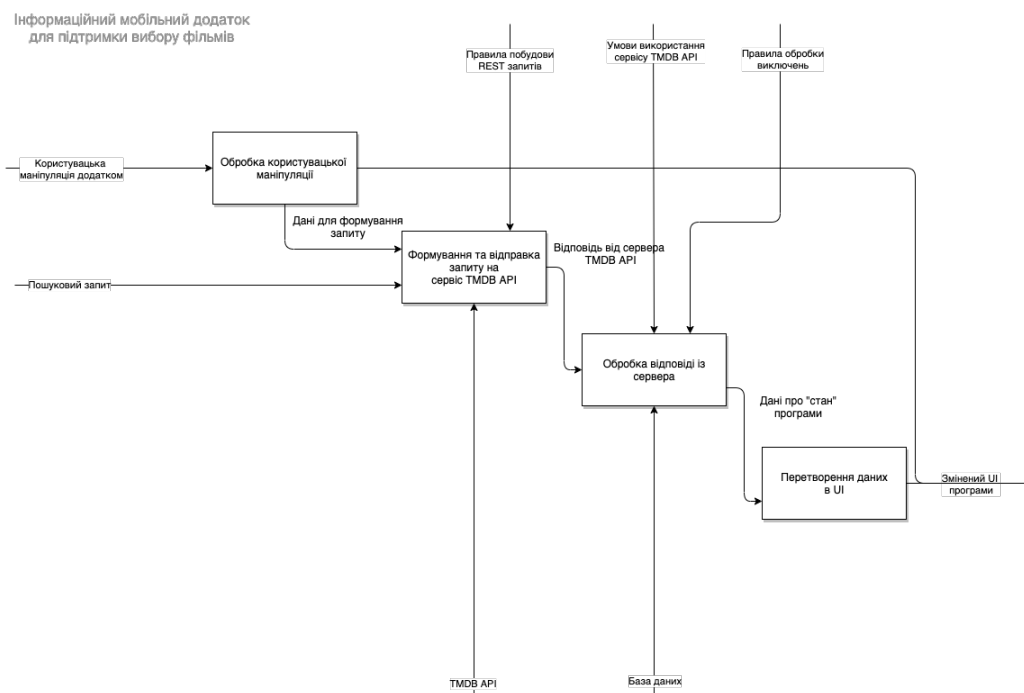 Інформаційний мобільний додаток
для підтримки вибору фільмів
Правила побудови
REST запитів
Умови використання
сервісу TMDB API
Правила обробки
виключень
Користувацька
маніпуляція додатком
Обробка користувацької
маніпуляції
Дані для формування
запиту
Формування та відправка
запиту на
сервіс TMDB API
Відповідь від сервера
TMDB API
Пошуковий запит
Обробка відповіді із
сервера
Дані про "стан"
програми
Перетворення даних
в UI
Змінений UI
програми
TMDB API
База даних